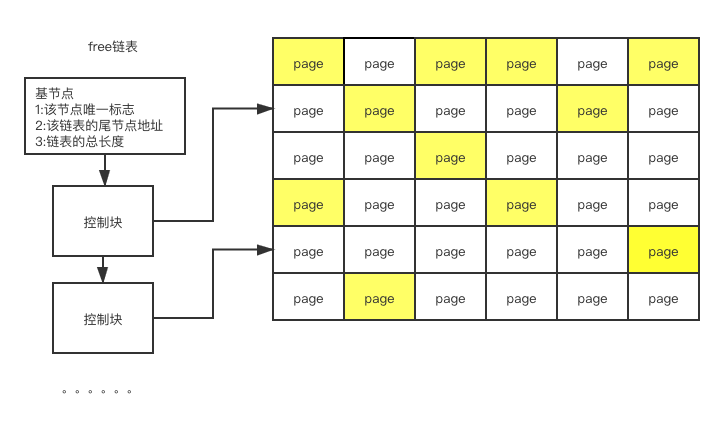 free链表
基节点
1:该节点唯一标志
2:该链表的尾节点地址
3:链表的总长度
控制块
控制块
。。。。。。
page page page page page page
page page page page page page
page page page page page page
page page page page page page
page page page page page page
page page page page page page